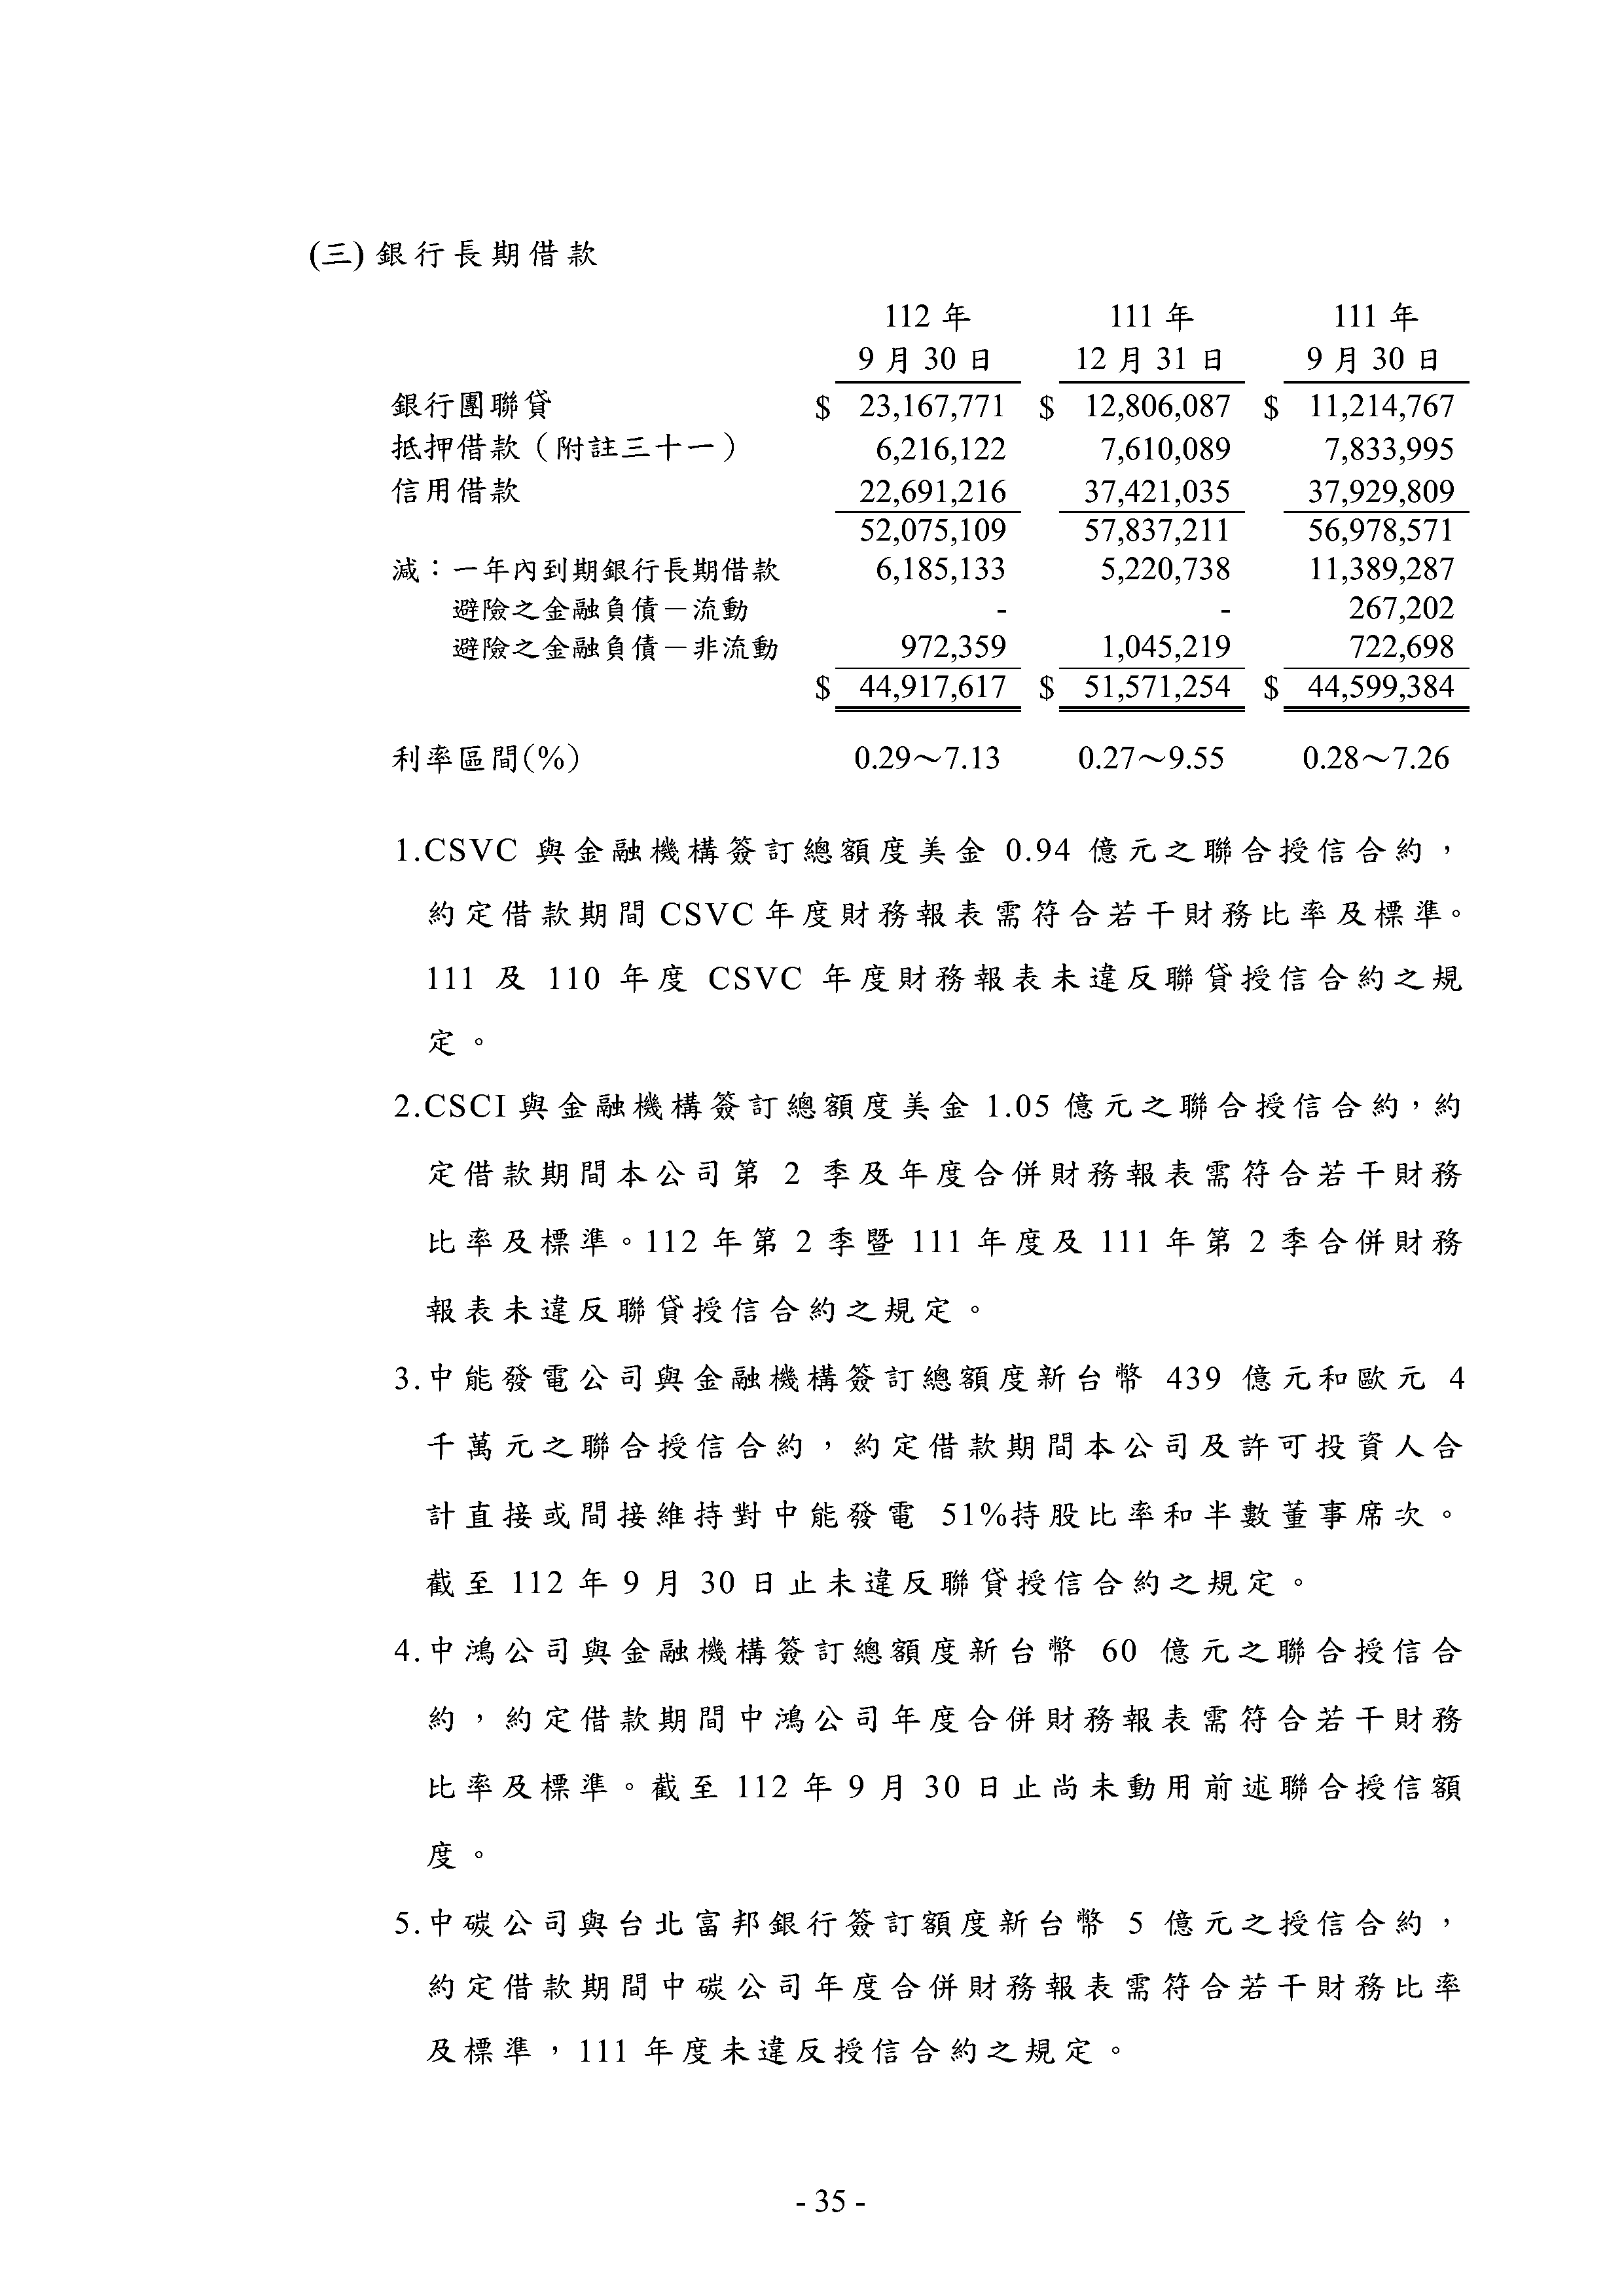 (三) 銀行長期借款
112 年 111 年 111 年
9 月 30 日 12 月 31 日 9 月 30 日
銀行團聯貸 $ 23,167,771 $ 12,806,087 $ 11,214,767
抵押借款（附註三十一） 6,216,122 7,610,089 7,833,995
信用借款 22,691,216 37,421,035 37,929,809
52,075,109 57,837,211 56,978,571
減：一年內到期銀行長期借款 6,185,133 5,220,738 11,389,287
避險之金融負債－流動 - - 267,202
避險之金融負債－非流動 972,359 1,045,219 722,698
$ 44,917,617 $ 51,571,254 $ 44,599,384
利率區間(%) 0.29～7.13 0.27～9.55 0.28～7.26
1.CSVC 與金融機構簽訂總額度美金 0.94 億元之聯合授信合約，
約定借款期間 CSVC 年度財務報表需符合若干財務比率及標準。
111 及 110 年度 CSVC 年度財務報表未違反聯貸授信合約之規
定。
2.CSCI 與金融機構簽訂總額度美金 1.05 億元之聯合授信合約，約
定借款期間本公司第 2 季及年度合併財務報表需符合若干財務
比率及標準。112 年第 2 季暨 111 年度及 111 年第 2 季合併財務
報表未違反聯貸授信合約之規定。
3.中能發電公司與金融機構簽訂總額度新台幣 439 億元和歐元 4
千萬元之聯合授信合約，約定借款期間本公司及許可投資人合
計直接或間接維持對中能發電 51%持股比率和半數董事席次。
截至 112 年 9 月 30 日止未違反聯貸授信合約之規定。
4.中鴻公司與金融機構簽訂總額度新台幣 60 億元之聯合授信合
約，約定借款期間中鴻公司年度合併財務報表需符合若干財務
比率及標準。截至 112 年 9 月 30 日止尚未動用前述聯合授信額
度。
5.中碳公司與台北富邦銀行簽訂額度新台幣 5 億元之授信合約，
約定借款期間中碳公司年度合併財務報表需符合若干財務比率
及標準，111 年度未違反授信合約之規定。
- 35 -